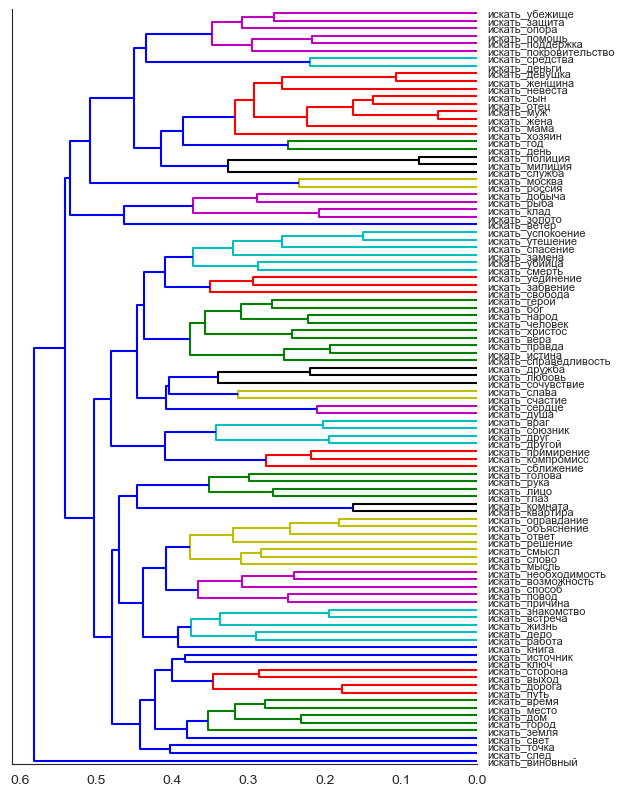 искать_убежище
искать_защита
искать_опора
искать_помощь
искать_поддержка
искать_покровительство
искать_средства
искать_деньги
искать_девушка
искать_женщина
искать_невеста
искать_сын
искать_отец
искать_муж
искать_жена
искать_мама
искать_хозяин
искать_год
искать_день
искать_полиция
искать_милиция
искать_служба
искать_москва
искать_россия
искать_добыча
искать_рыба
искать_клад
искать_золото
искать_ветер
искать_успокоение
искать_утешение
искать_спасение
искать_замена
искать_убийца
искать_смерть
искать_уединение
искать_забвение
искать_свобода
искать_герой
искать_бог
искать_народ
искать_человек
искать_христос
искать_вера
искать_правда
искать_истина
искать_справедливость
искать_дружба
искать_любовь
искать_сочувствие
искать_слава
искать_счастие
искать_сердце
искать_душа
искать_враг
искать_союзник
искать_друг
искать_другой
искать_примирение
искать_компромисс
искать_сближение
искать_голова
искать_рука
искать_лицо
искать_глаз
искать_комната
искать_квартира
искать_оправдание
искать_объяснение
искать_ответ
искать_решение
искать_смысл
искать_слово
искать_мысль
искать_необходимость
искать_возможность
искать_способ
искать_повод
искать_причина
искать_знакомство
искать_встреча
искать_жизнь
искать_дело
искать_работа
искать_книга
искать_источник
искать_ключ
искать_сторона
искать_выход
искать_дорога
искать_путь
искать_время
искать_место
искать_дом
искать_город
искать_земля
искать_свет
искать_точка
искать_след
искать_виновный
0.6 0.5 0.4 0.3 0.2 0.1 0.0